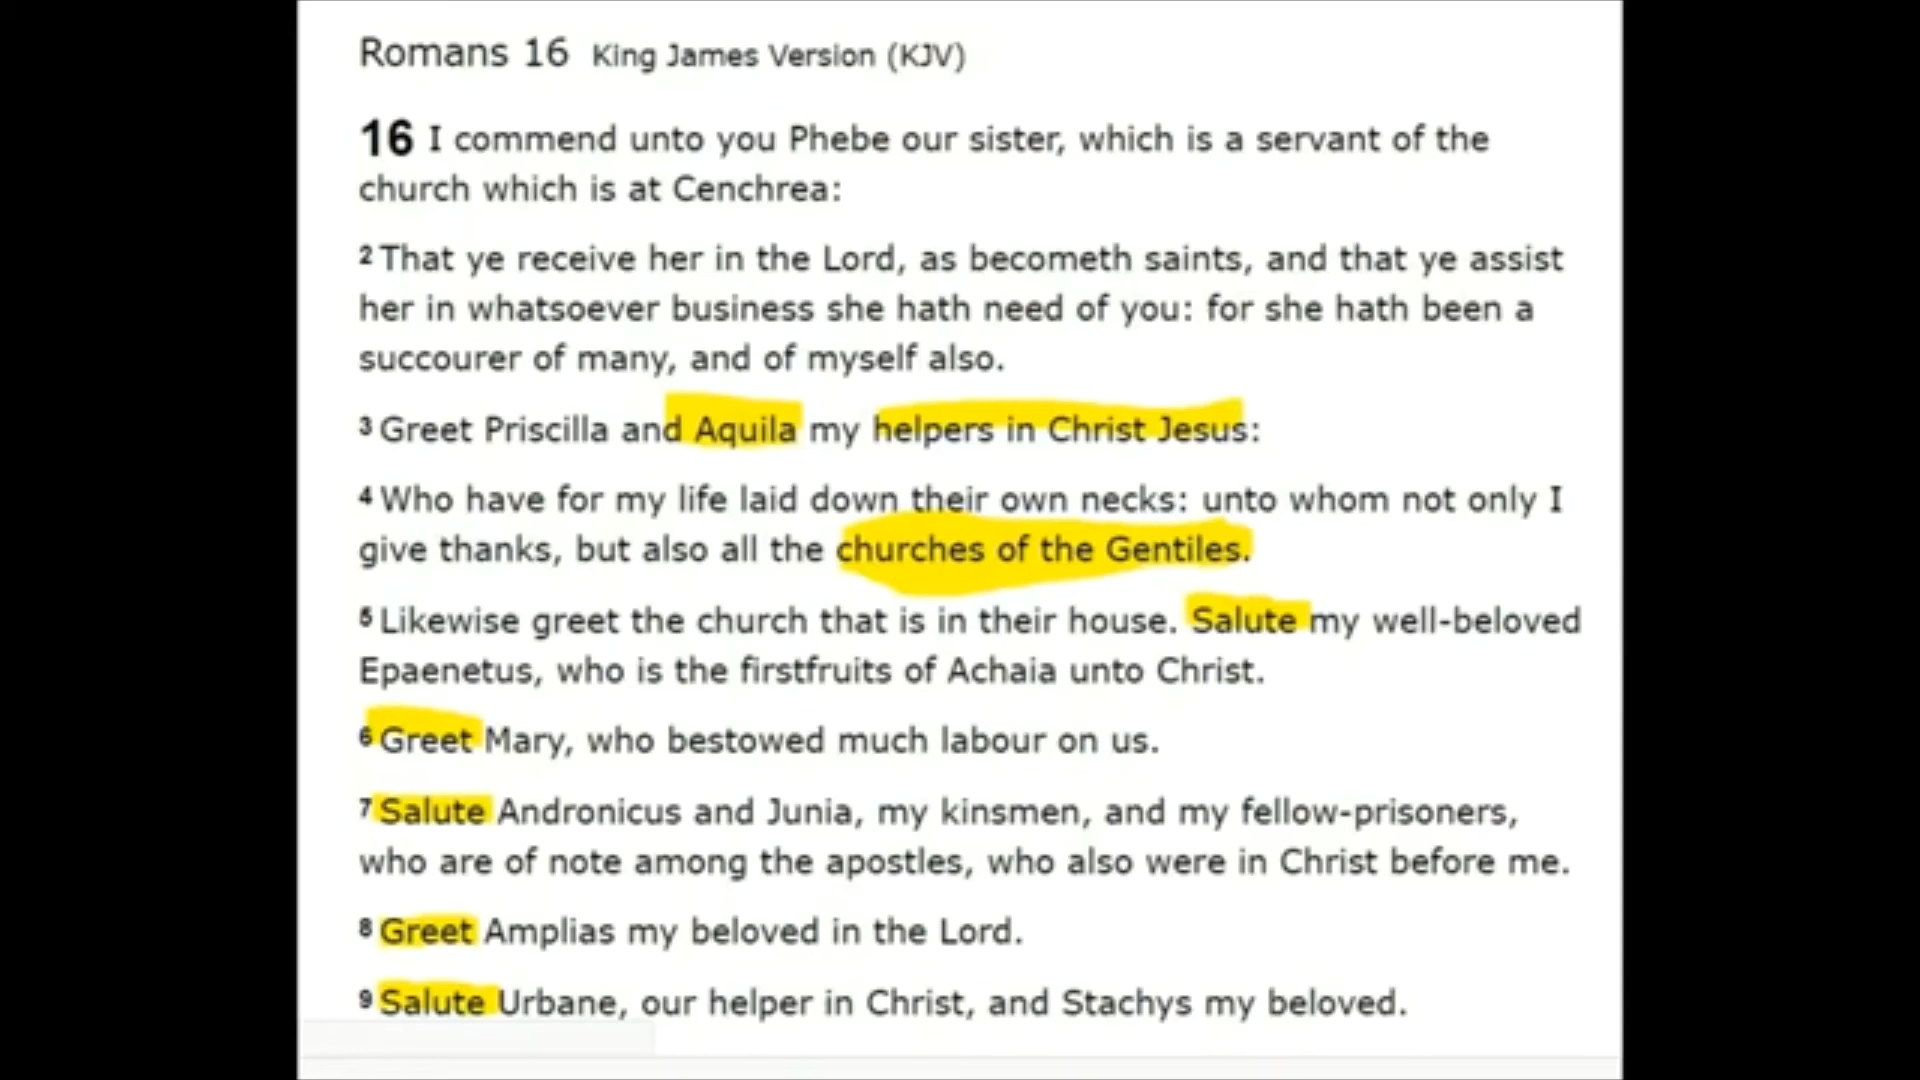 Romans 16 King James Version (KJV)
16 I commend unto you Phebe our sister, which is a servant of the
church which is at Cenchrea:
2 That ye receive her in the Lord, as becometh saints, and that ye assist
her in whatsoever business she hath need of you: for she hath been a
succourer of many, and of myself also.
3 Greet Priscilla and Aquila my helpers in Christ Jesus:
4 Who have for my life laid down their own necks: unto whom not only I
give thanks, but also all the churches of the Gentiles.
5 Likewise greet the church that is in their house. Salute my well-beloved
Epaenetus, who is the firstfruits of Achaia unto Christ.
6 Greet Mary, who bestowed much labour on us.
7 Salute Andronicus and Junia, my kinsmen, and my fellow-prisoners,
who are of note among the apostles, who also were in Christ before me.
8 Greet Amplias my beloved in the Lord.
9 Salute Urbane, our helper in Christ, and Stachys my beloved.